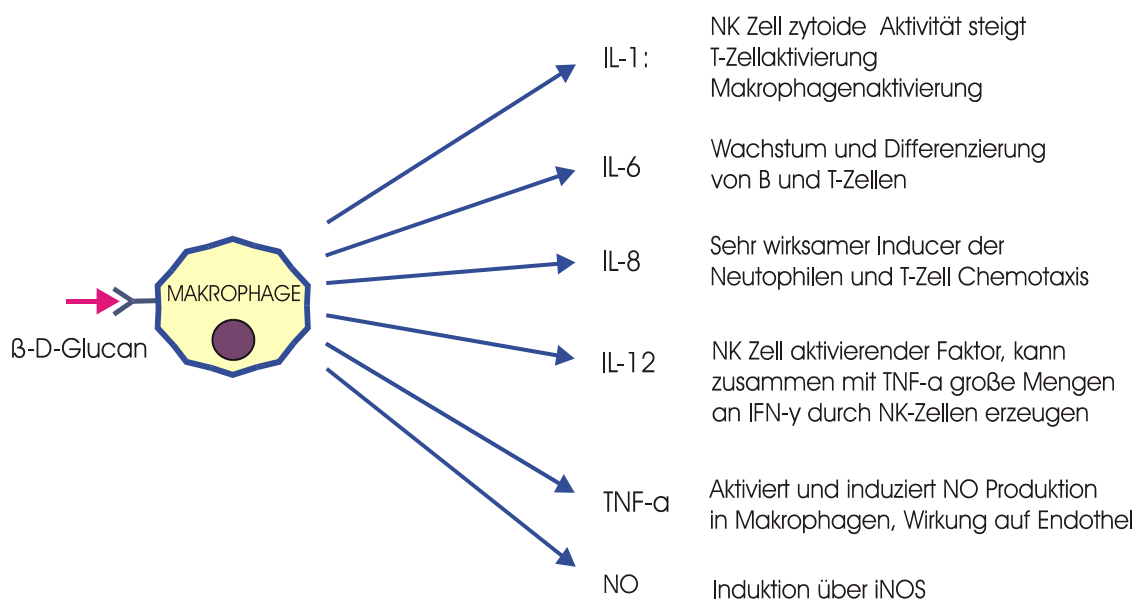 NK Zell zytoide Aktivität steigt
IL-1:
T-Zellaktivierung
Makrophagenaktivierung
IL-6
Wachstum und Differenzierung
von B und T-Zellen
IL-8
Sehr wirksamer Inducer der
Neutophilen und T-Zell Chemotaxis
MAKROPHAGE
ß-D-Glucan
IL-12
NK Zell aktivierender Faktor, kann
zusammen mit TNF-a große Mengen
an IFN-y durch NK-Zellen erzeugen
TNF-a
Aktiviert und induziert NO Produktion
in Makrophagen, Wirkung auf Endothel
NO
Induktion über iNOS